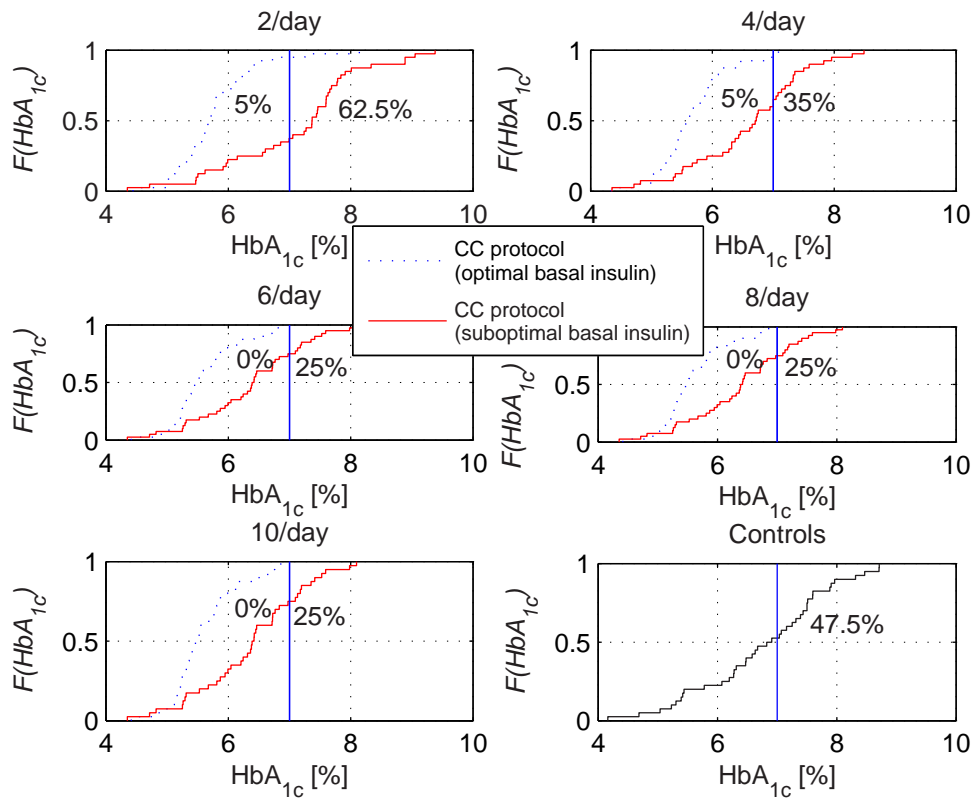 2/day
4/day
F(HbA1c)
1
0.5
0
5%
62.5%
4
6
8
10
HbA1c [%]
F(HbA1c)
1
0.5
0
5%
35%
4
6
8
10
HbA1c [%]
CC protocol
(optimal basal insulin)
CC protocol
(suboptimal basal insulin)
6/day
8/day
F(HbA1c)
1
0.5
0
0%
25%
4
6
8
10
HbA1c [%]
F(HbA1c)
1
0.5
0
0%
25%
4
6
8
10
HbA1c [%]
10/day
Controls
F(HbA1c)
1
0.5
0
0%
25%
4
6
8
10
HbA1c [%]
F(HbA1c)
1
0.5
0
47.5%
4
6
8
10
HbA1c [%]